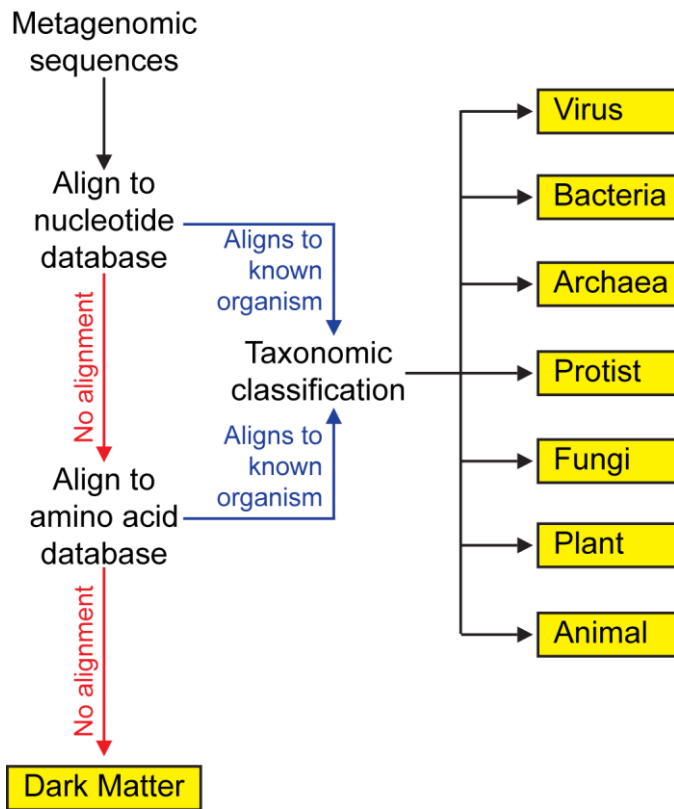 Metagenomic
sequences
Align to
nucleotide
database
Aligns to
known
organism
No alignment
Taxonomic
classification
Aligns to
known
organism
Align to
amino acid
database
No alignment
Dark Matter
Virus
Bacteria
Archaea
Protist
Fungi
Plant
Animal